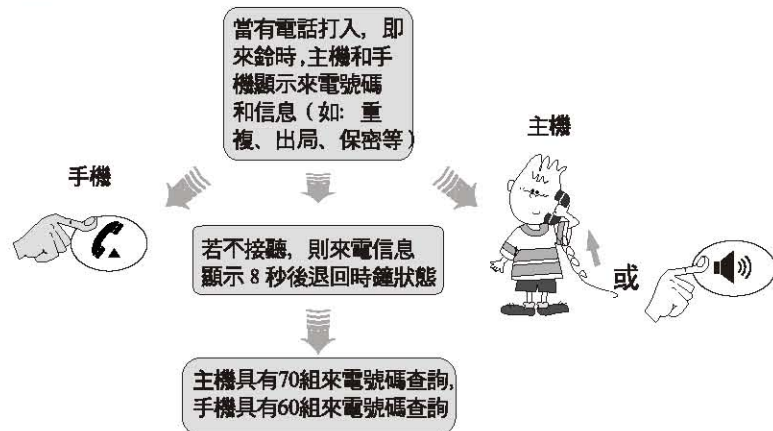 當有電話打入, 即
來鈴時,主機和手
機顯示來電號碼
和信息（如: 重
複、出局、保密等）
主機
手機
若不接聽, 則來電信息
顯示 8 秒後退回時鐘狀態
或
主機具有70組來電號碼查詢,
手機具有60組來電號碼查詢